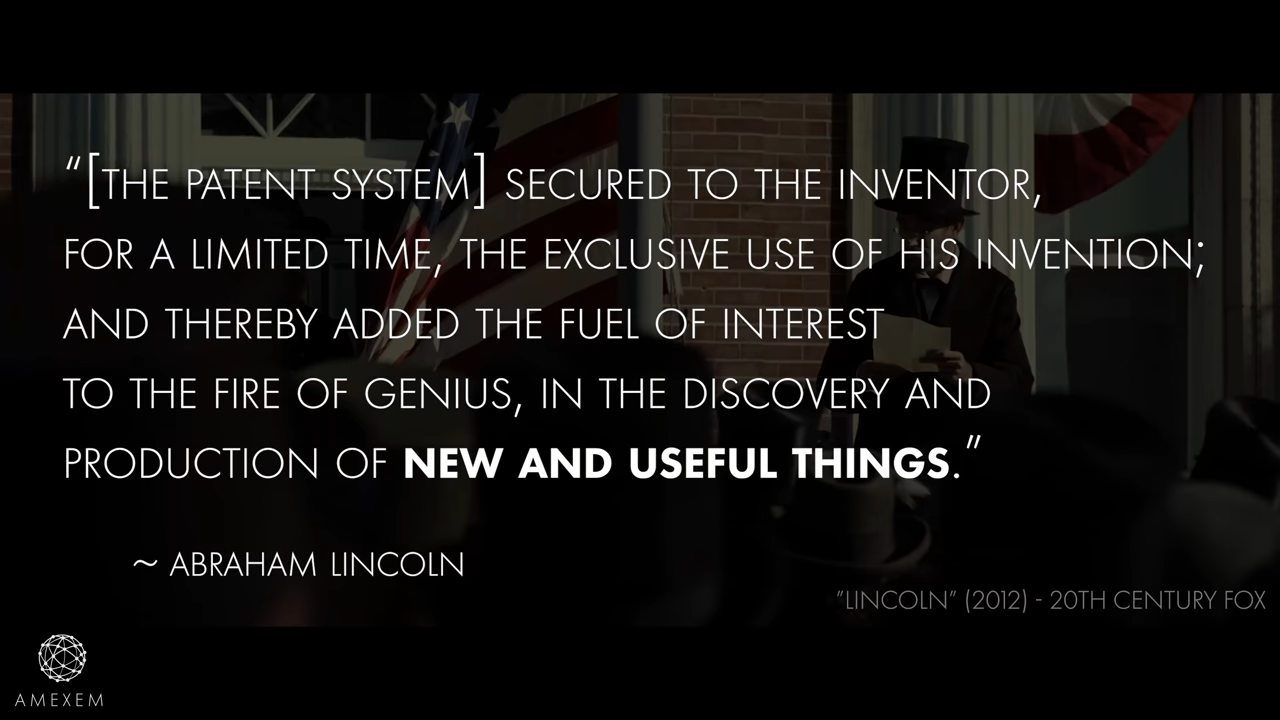 “[THE PATENT SYSTEM] SECURED TO THE INVENTOR,
FOR A LIMITED TIME, THE EXCLUSIVE USE OF HIS INVENTION;
AND THEREBY ADDED THE FUEL OF INTEREST
TO THE FIRE OF GENIUS, IN THE DISCOVERY AND
PRODUCTION OF NEW AND USEFUL THINGS.”
~ ABRAHAM LINCOLN
"LINCOLN" (2012) - 20TH CENTURY FOX
AMEXEM